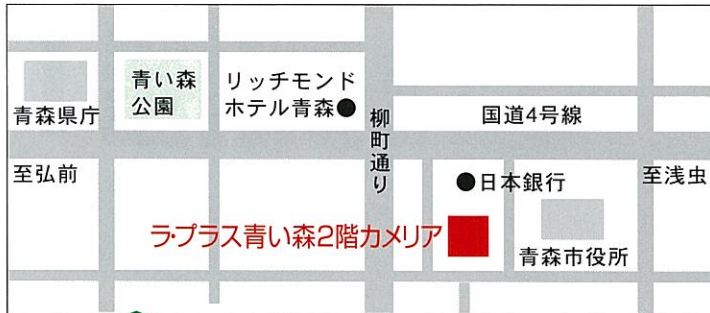 青い森
公園
リッチモンド
ホテル青森
青森県庁
柳町通り
国道4号線
至弘前
日本銀行
至浅虫
ラ・プラス青い森2階カメリア
青森市役所